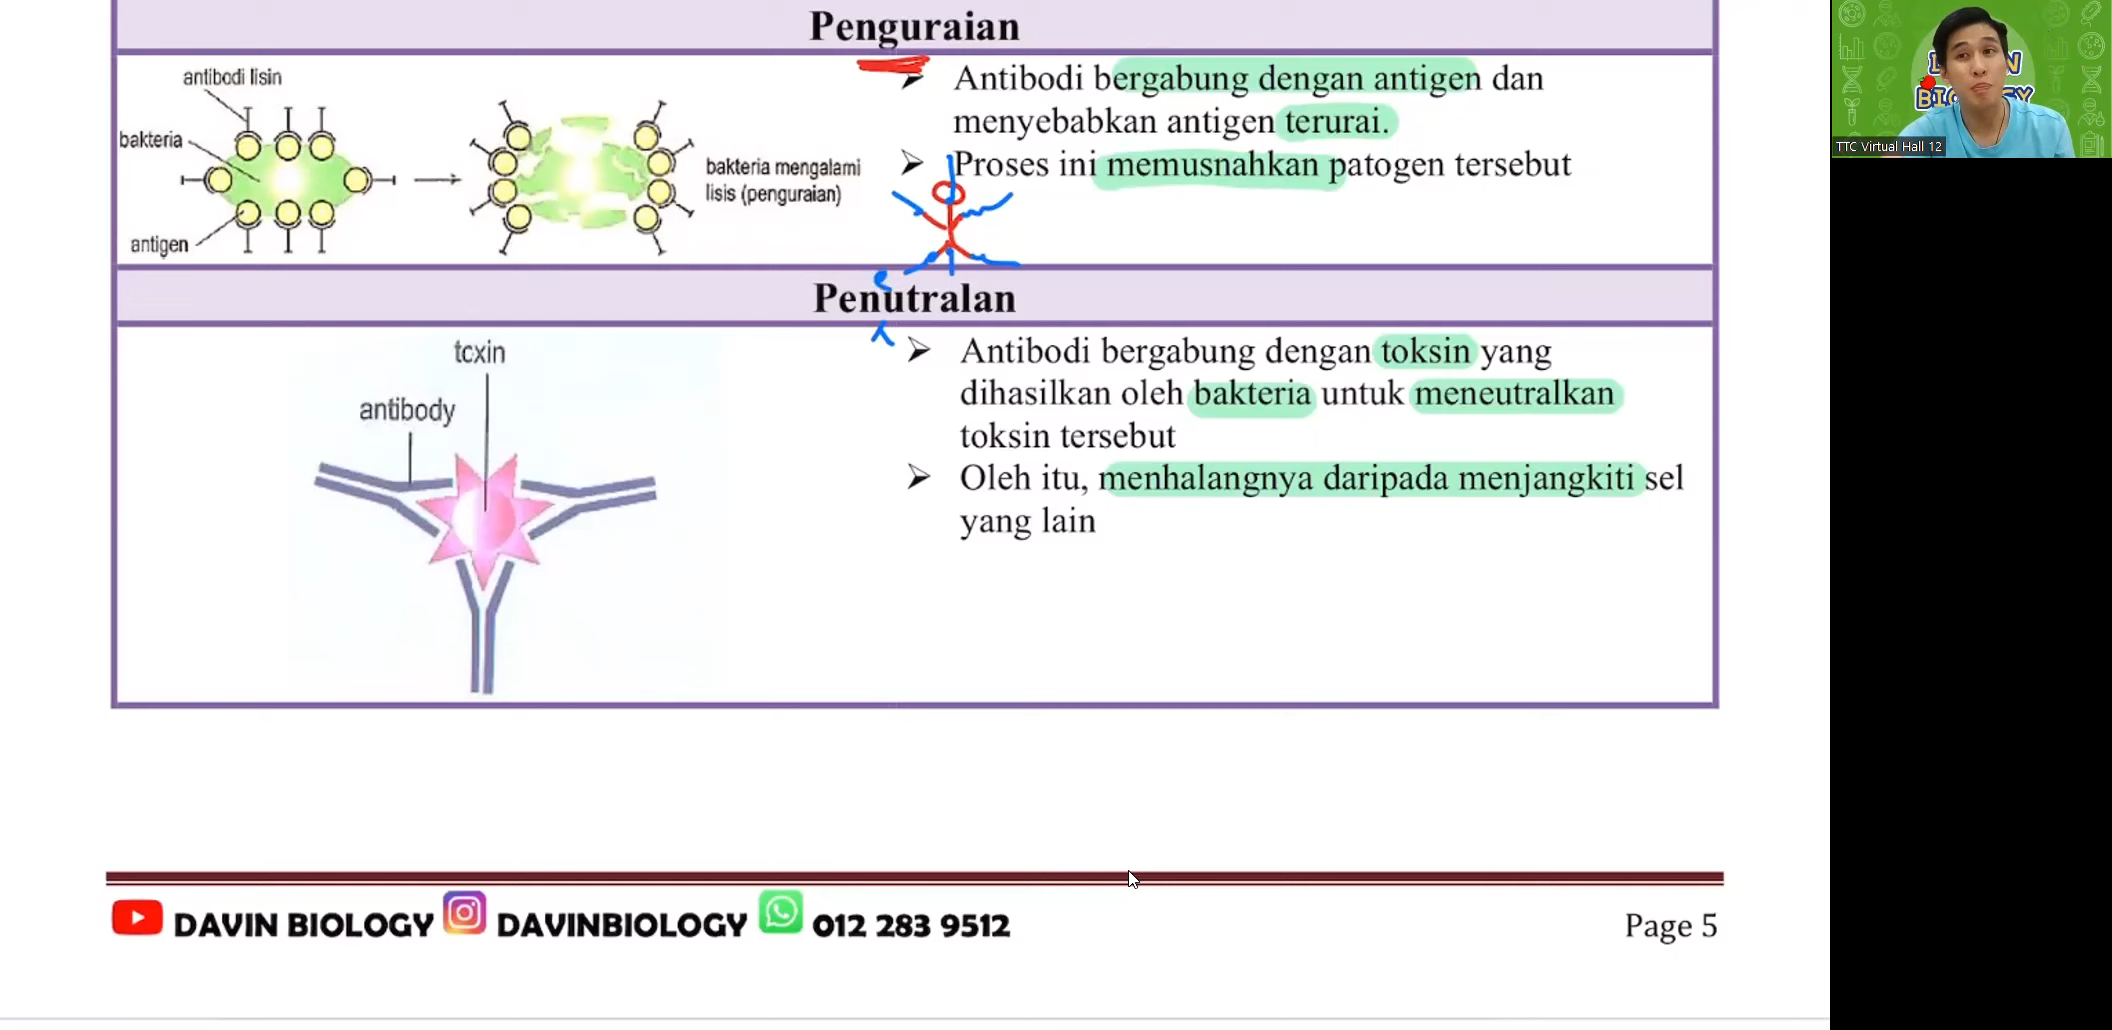 Penguraian
antibodi lisin
bakteria
antigen
bakteria mengalami
lisis (penguraian)
➤ Antibodi bergabung dengan antigen dan
menyebabkan antigen terurai.
➤ Proses ini memusnahkan patogen tersebut
e
Penutralan
toxin
antibody
➤ Antibodi bergabung dengan toksin yang
dihasilkan oleh bakteria untuk meneutralkan
toksin tersebut
➤ Oleh itu, menhalangnya daripada menjangkiti sel
yang lain
DAVIN BIOLOGY DAVINBIOLOGY 012 283 9512
Page 5
TTC Virtual Hall 12